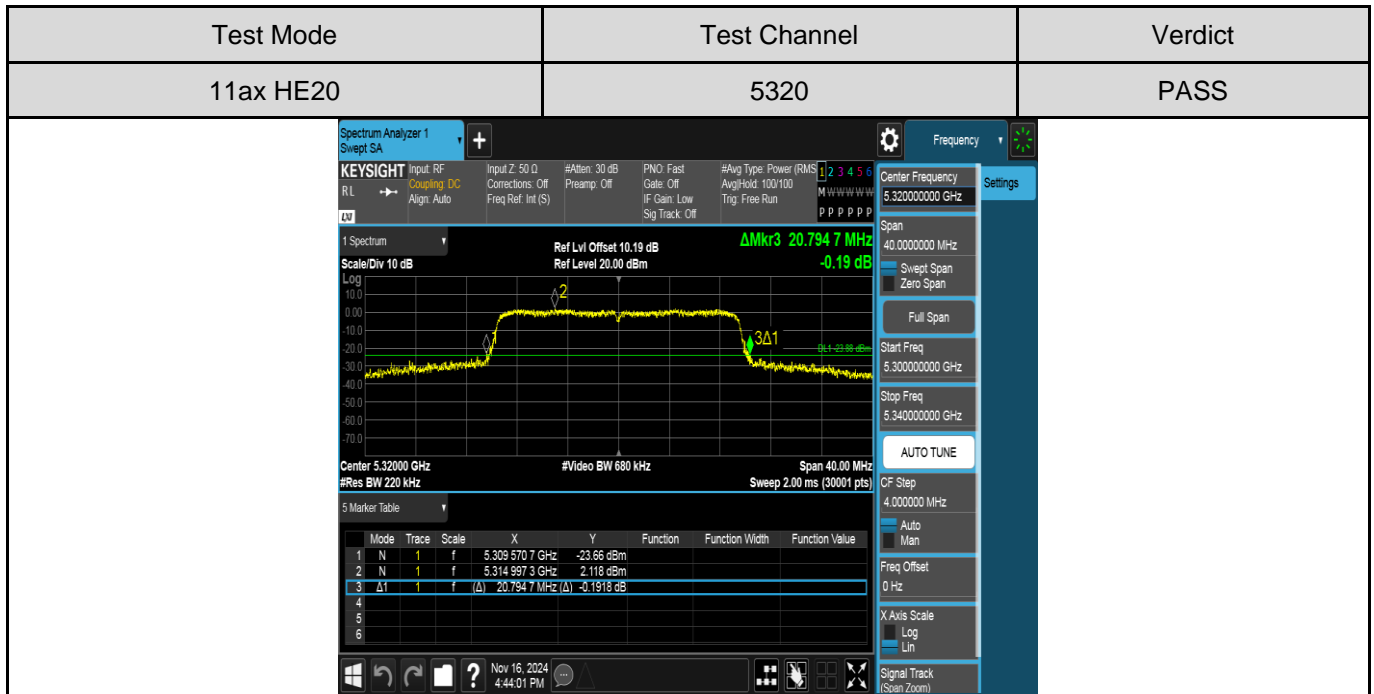 Test Mode Test Channel Verdict
11ax HE20 5320 PASS
Spectrum Analyzer 1
Swept SA
+
Frequency
KEYSIGHT
RL
LXI
Input: RF
Coupling: DC
Align: Auto
Input Z: 50 Ω
Corrections: Off
Freq Ref: Int (S)
#Atten: 30 dB
Preamp: Off
PNO: Fast
Gate: Off
IF Gain: Low
Sig Track: Off
#Avg Type: Power (RMS
Avg|Hold: 100/100
Trig: Free Run
1 2 3 4 5 6
M W W W W W
P P P P P P
1 Spectrum
Scale/Div 10 dB
Ref Lvl Offset 10.19 dB
Ref Level 20.00 dBm
ΔMkr3 20.794 7 MHz
-0.19 dB
Log
10.0
0.00
-10.0
-20.0
-30.0
-40.0
-50.0
-60.0
-70.0
2
1
3Δ1
DL1 -23.88 dBm
Center 5.32000 GHz #Video BW 680 kHz Span 40.00 MHz
#Res BW 220 kHz Sweep 2.00 ms (30001 pts)
5 Marker Table
Mode Trace Scale X Y Function Function Width Function Value
1 N 1 f 5.309 570 7 GHz -23.66 dBm
2 N 1 f 5.314 997 3 GHz 2.118 dBm
3 Δ1 1 f (Δ) 20.794 7 MHz (Δ) -0.1918 dB
4
5
6
?
Nov 16, 2024
4:44:01 PM
Settings
Center Frequency
5.320000000 GHz
Span
40.0000000 MHz
Swept Span
Zero Span
Full Span
Start Freq
5.300000000 GHz
Stop Freq
5.340000000 GHz
AUTO TUNE
CF Step
4.000000 MHz
Auto
Man
Freq Offset
0 Hz
X Axis Scale
Log
Lin
Signal Track
(Span Zoom)